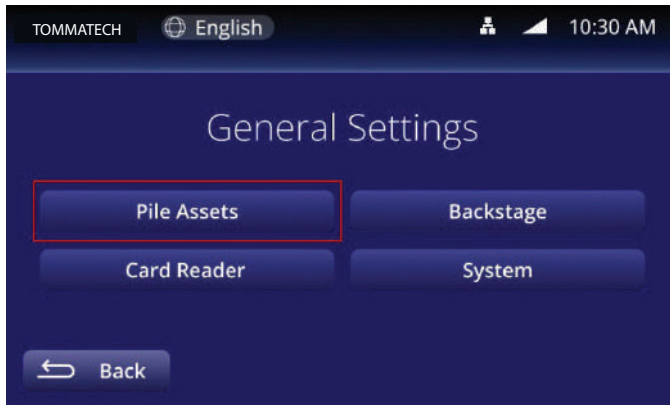 TOMMATECH English 10:30 AM
General Settings
Pile Assets Backstage
Card Reader System
Back